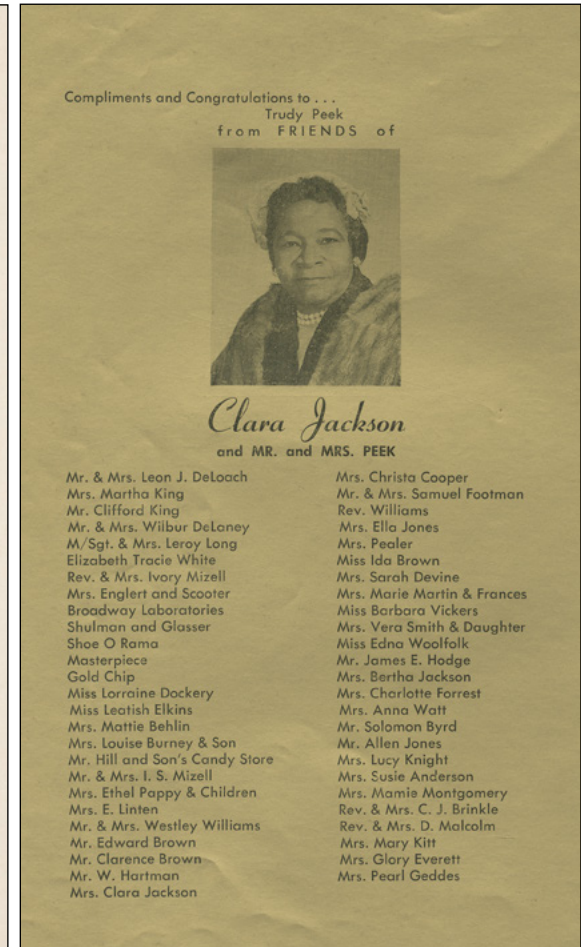 Compliments and Congratulations to . . .
Trudy Peek
from FRIENDS of
Clara Jackson
and MR. and MRS. PEEK
Mr. & Mrs. Leon J. DeLoach
Mrs. Martha King
Mr. Clifford King
Mr. & Mrs. Wilbur DeLaney
M/Sgt. & Mrs. Leroy Long
Elizabeth Tracie White
Rev. & Mrs. Ivory Mizell
Mrs. Englert and Scooter
Broadway Laboratories
Shulman and Glasser
Shoe O Rama
Masterpiece
Gold Chip
Miss Lorraine Dockery
Miss Leatish Elkins
Mrs. Mattie Behlin
Mrs. Louise Burney & Son
Mr. Hill and Son's Candy Store
Mr. & Mrs. I. S. Mizell
Mrs. Ethel Pappy & Children
Mrs. E. Linten
Mr. & Mrs. Westley Williams
Mr. Edward Brown
Mr. Clarence Brown
Mr. W. Hartman
Mrs. Clara Jackson
Mrs. Christa Cooper
Mr. & Mrs. Samuel Footman
Rev. Williams
Mrs. Ella Jones
Mrs. Pealer
Miss Ida Brown
Mrs. Sarah Devine
Mrs. Marie Martin & Frances
Miss Barbara Vickers
Mrs. Vera Smith & Daughter
Miss Edna Woolfolk
Mr. James E. Hodge
Mrs. Bertha Jackson
Mrs. Charlotte Forrest
Mrs. Anna Watt
Mr. Solomon Byrd
Mr. Allen Jones
Mrs. Lucy Knight
Mrs. Susie Anderson
Mrs. Mamie Montgomery
Rev. & Mrs. C. J. Brinkle
Rev. & Mrs. D. Malcolm
Mrs. Mary Kitt
Mrs. Glory Everett
Mrs. Pearl Geddes